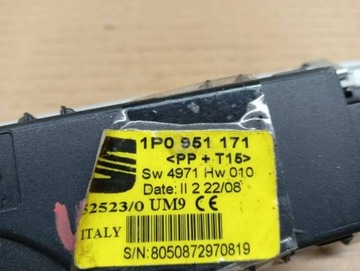 1P0 951 171
<PP + T15>
Sw 4971 Hw 010
Date: II 2 22/08
52523/0 UM9 CE
ITALY
S/N: 8050872970819